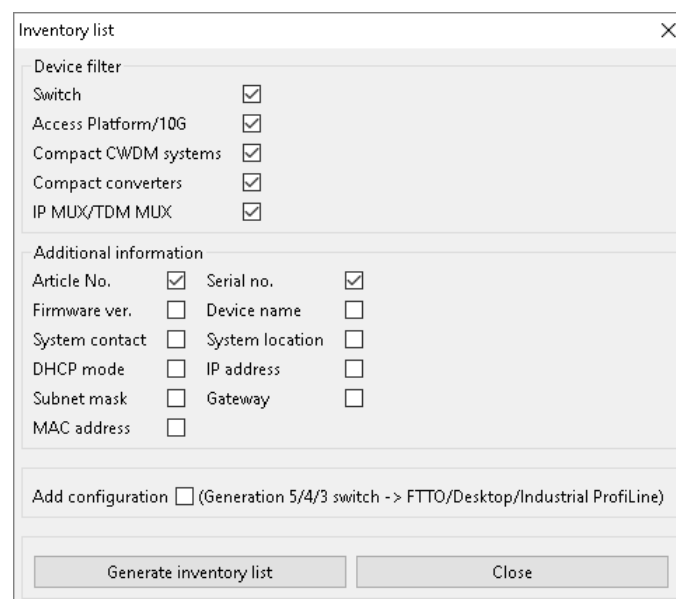 Inventory list
Device filter
Switch
Access Platform/10G
Compact CWDM systems
Compact converters
IP MUX/TDM MUX
Additional information
Article No. Serial no.
Firmware ver. Device name
System contact System location
DHCP mode IP address
Subnet mask Gateway
MAC address
Add configuration (Generation 5/4/3 switch -> FTTO/Desktop/Industrial ProfiLine)
Generate inventory list Close